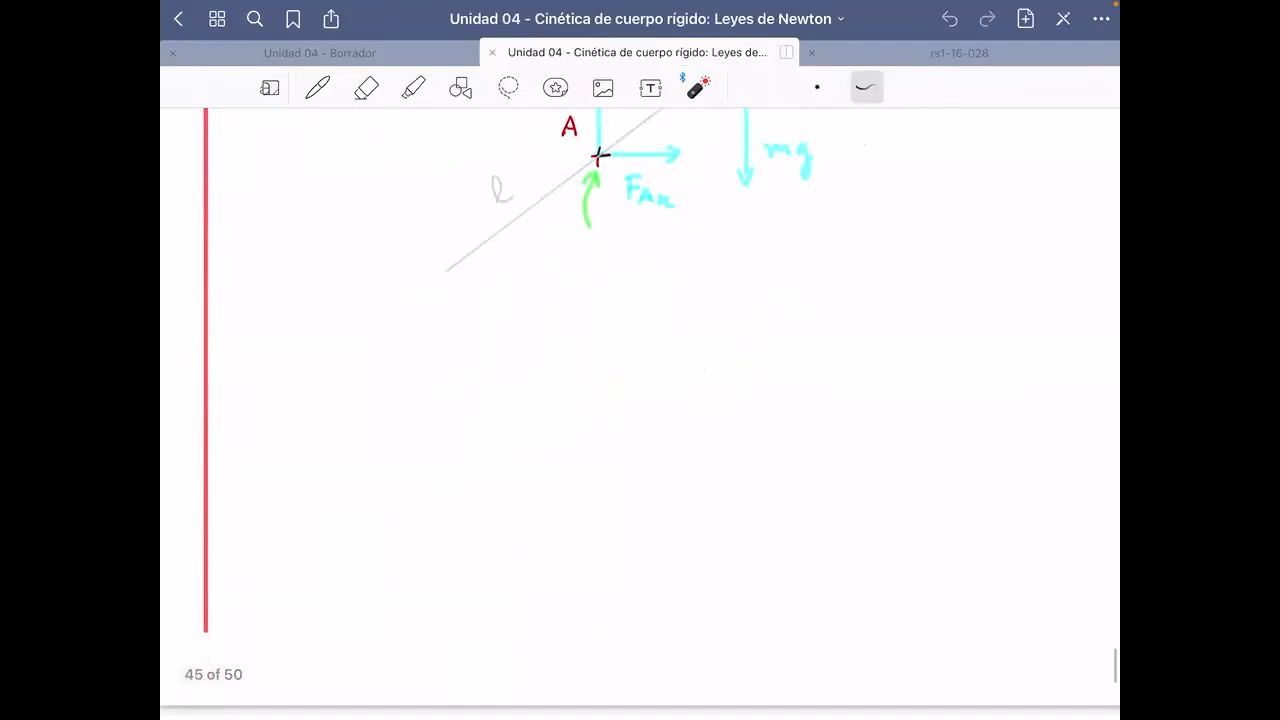 Unidad 04 - Cinética de cuerpo rígido: Leyes de Newton
Unidad 04 - Borrador
Unidad 04 - Cinética de cuerpo rígido: Leyes de...
rs1-16-028
T
A
mg
l
FAx
45 of 50